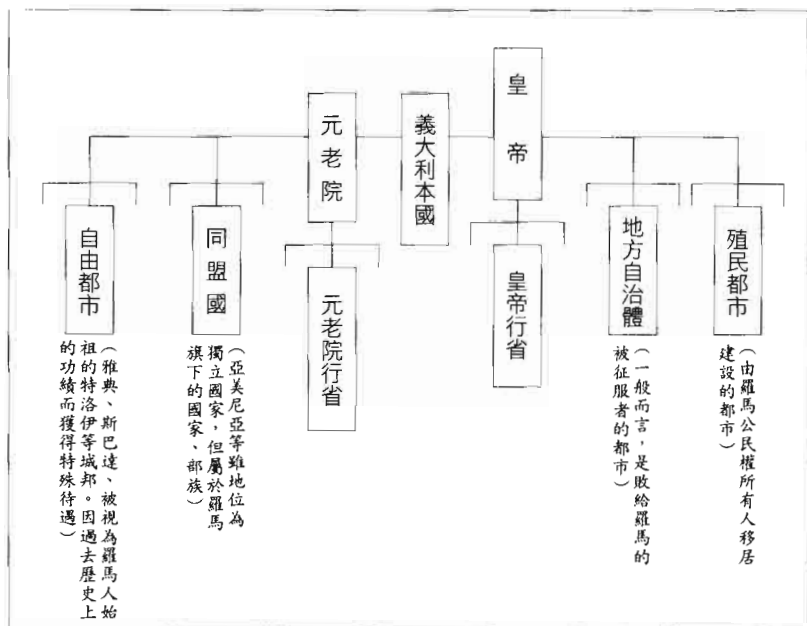 殖民都市
（由羅馬公民權所有人移居
建設的都市）
地方自治體
（一般而言，是敗給羅馬的
被征服者的都市）
皇帝
皇帝行省
義大利本國
元老院
元老院行省
同盟國
（亞美尼亞等雖地位為
獨立國家，但屬於羅馬
旗下的國家、部族）
自由都市
（雅典、斯巴達、被視為羅馬人始
祖的特洛伊等城邦。因過去歷史上
的功績而獲得特殊待遇）